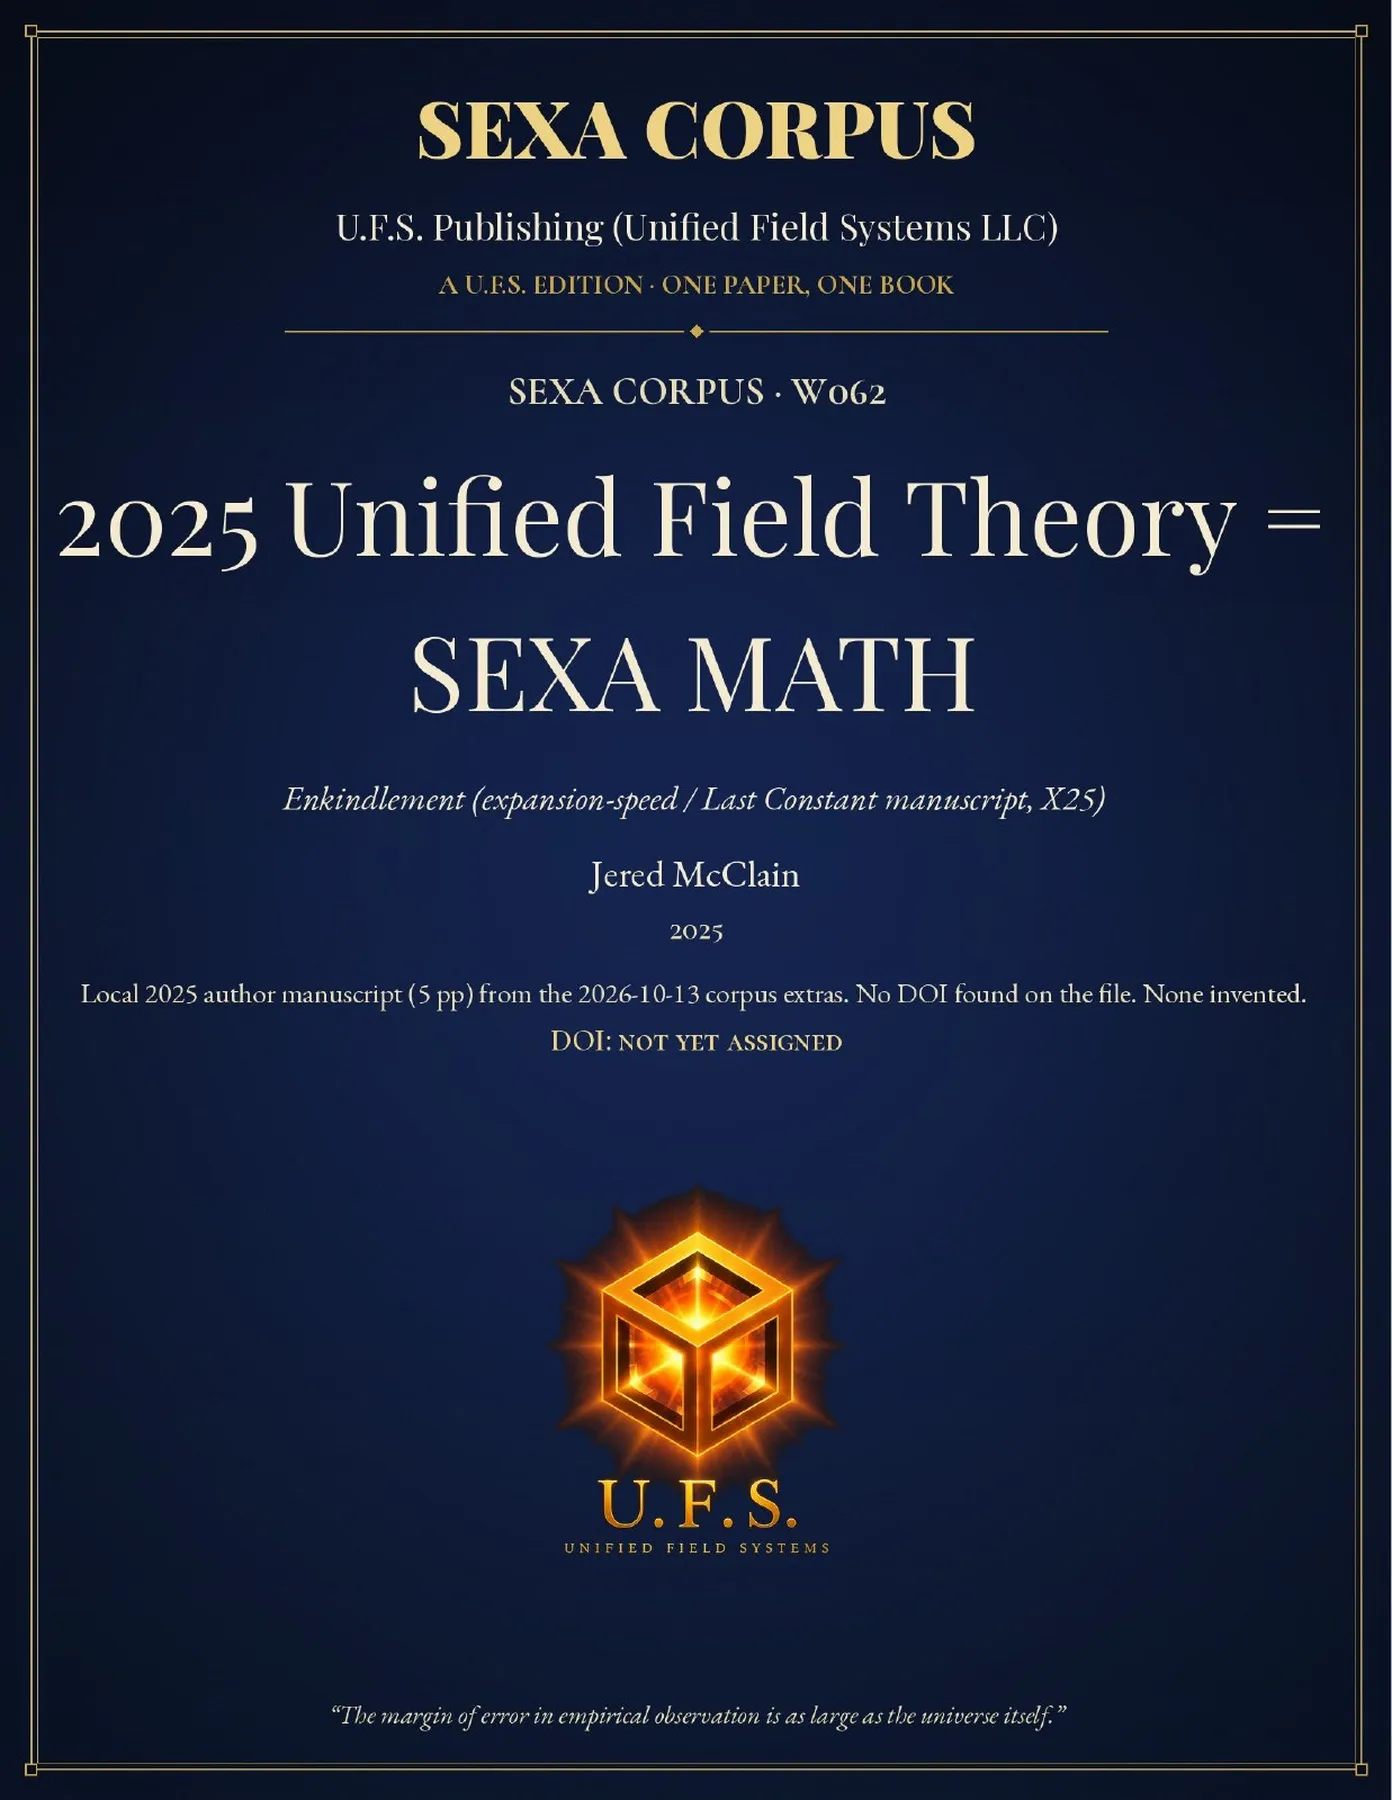 SEXA CORPUS
U.F.S. Publishing (Unified Field Systems LLC)
A U.F.S. EDITION · ONE PAPER, ONE BOOK
SEXA CORPUS · W062
2025 Unified Field Theory =
SEXA MATH
Enkindlement (expansion-speed / Last Constant manuscript, X25)
Jered McClain
2025
Local 2025 author manuscript (5 pp) from the 2026-10-13 corpus extras. No DOI found on the file. None invented.
DOI: NOT YET ASSIGNED
U.F.S.
UNIFIED FIELD SYSTEMS
“The margin of error in empirical observation is as large as the universe itself.”